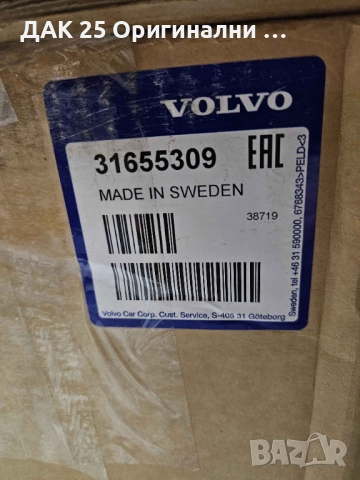 ДАК 25 Оригинални ...
VOLVO
31655309
EAC
MADE IN SWEDEN
38719
Volvo Car Corp. Cust. Service, S-405 31 Göteborg
Sweden, tel +46 31 590000, 6768343>PELD<3
BAZAR